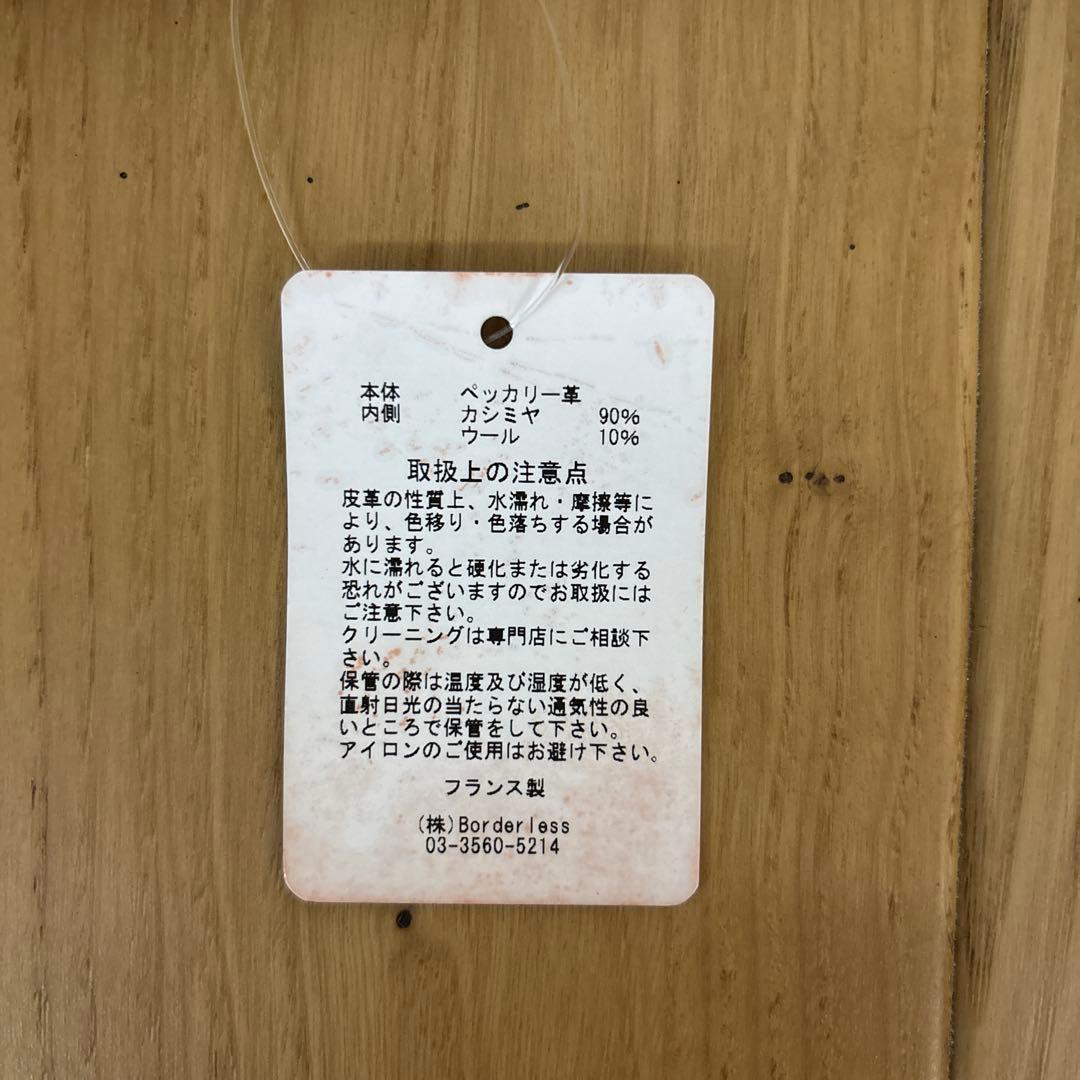 本体 ペッカリー革
内側 カシミヤ 90%
ウール 10%
取扱上の注意点
皮革の性質上、水濡れ・摩擦等に
より、色移り・色落ちする場合が
あります。
水に濡れると硬化または劣化する
恐れがございますのでお取扱には
ご注意下さい。
クリーニングは専門店にご相談下
さい。
保管の際は温度及び湿度が低く、
直射日光の当たらない通気性の良
いところで保管をして下さい。
アイロンのご使用はお避け下さい。
フランス製
(株)Borderless
03-3560-5214